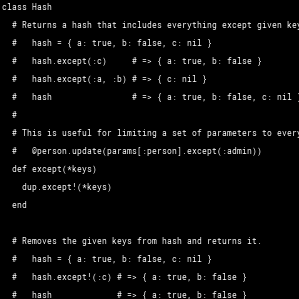 class Hash
# Returns a hash that includes everything except given
# hash = { a: true, b: false, c: nil }
# hash.except(:c) # => { a: true, b: false }
# hash.except(:a, :b) # => { c: nil }
# hash # => { a: true, b: false, c: nil }
#
# This is useful for limiting a set of parameters to
# @person.update(params[:person].except(:admin))
def except(*keys)
dup.except!(*keys)
end
# Removes the given keys from hash and returns it.
# hash = { a: true, b: false, c: nil }
# hash.except!(:c) # => { a: true, b: false }
# hash # => { a: true, b: false }